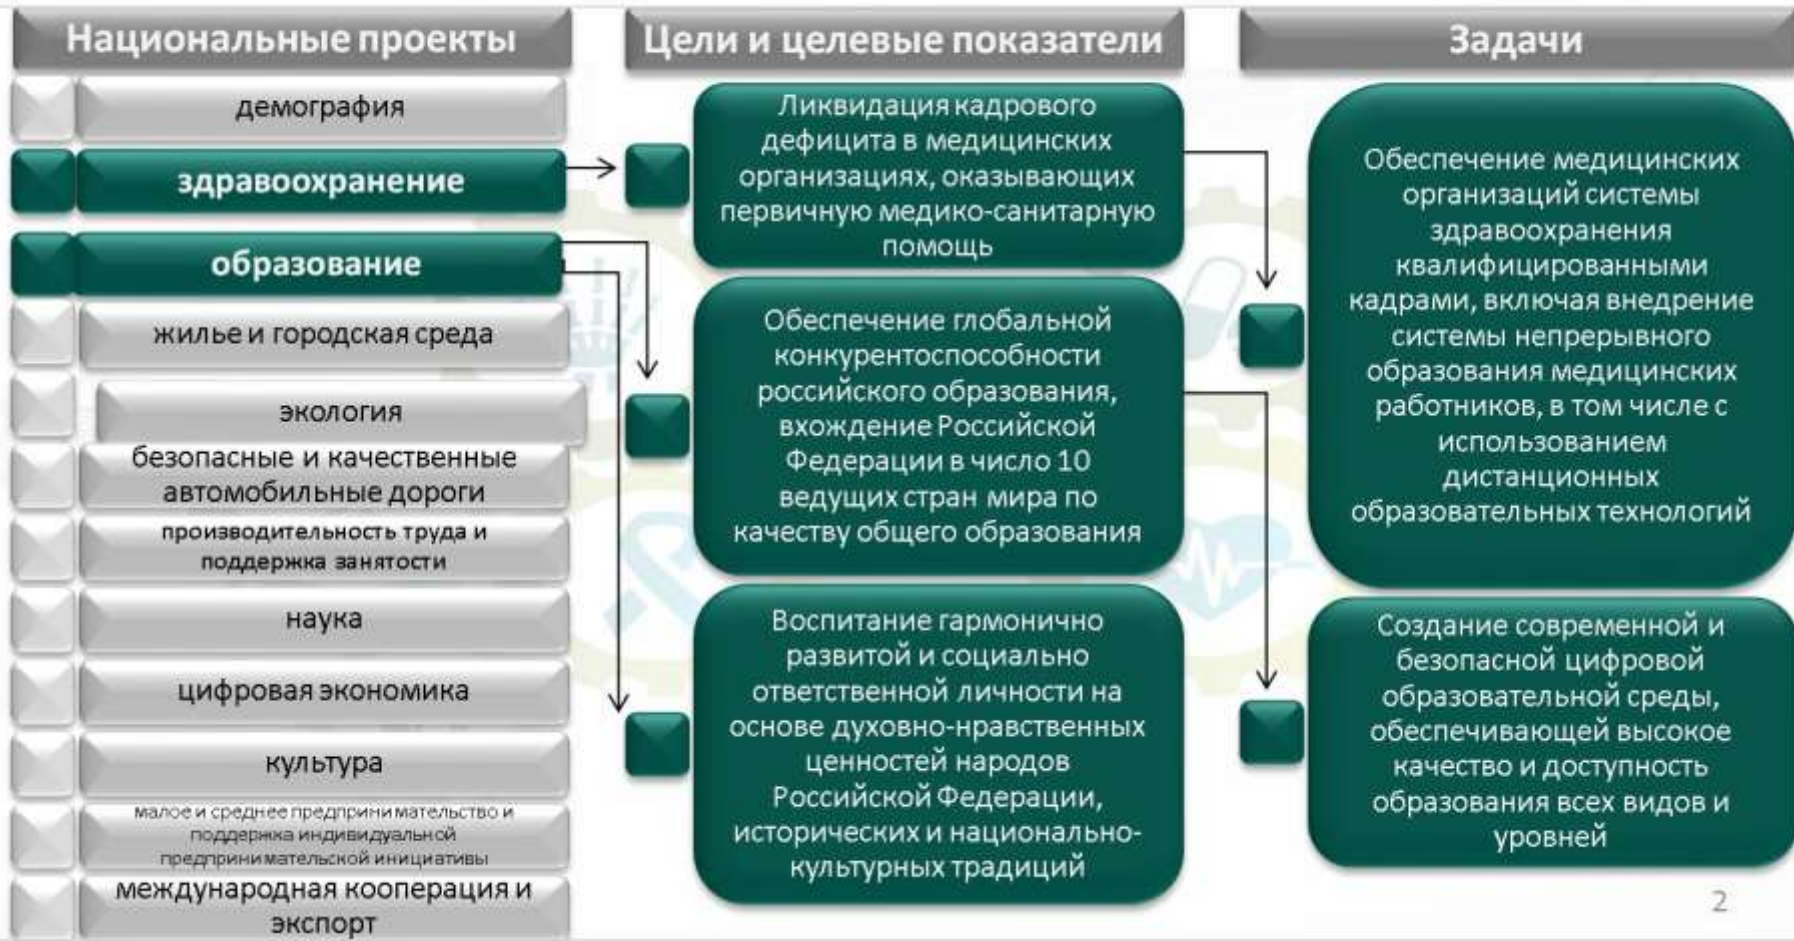 Национальные проекты
демография
здравоохранение
образование
жилье и городская среда
экология
безопасные и качественные
автомобильные дороги
производительность труда и
поддержка занятости
наука
цифровая экономика
культура
малое и среднее предпринимательство и
поддержка индивидуальной
предпринимательской инициативы
международная кооперация и
экспорт
Цели и целевые показатели
Ликвидация кадрового
дефицита в медицинских
организациях, оказывающих
первичную медико-санитарную
помощь
Обеспечение глобальной
конкурентоспособности
российского образования,
вхождение Российской
Федерации в число 10
ведущих стран мира по
качеству общего образования
Воспитание гармонично
развитой и социально
ответственной личности на
основе духовно-нравственных
ценностей народов
Российской Федерации,
исторических и национально-
культурных традиций
Задачи
Обеспечение медицинских
организаций системы
здравоохранения
квалифицированными
кадрами, включая внедрение
системы непрерывного
образования медицинских
работников, в том числе с
использованием
дистанционных
образовательных технологий
Создание современной и
безопасной цифровой
образовательной среды,
обеспечивающей высокое
качество и доступность
образования всех видов и
уровней
2